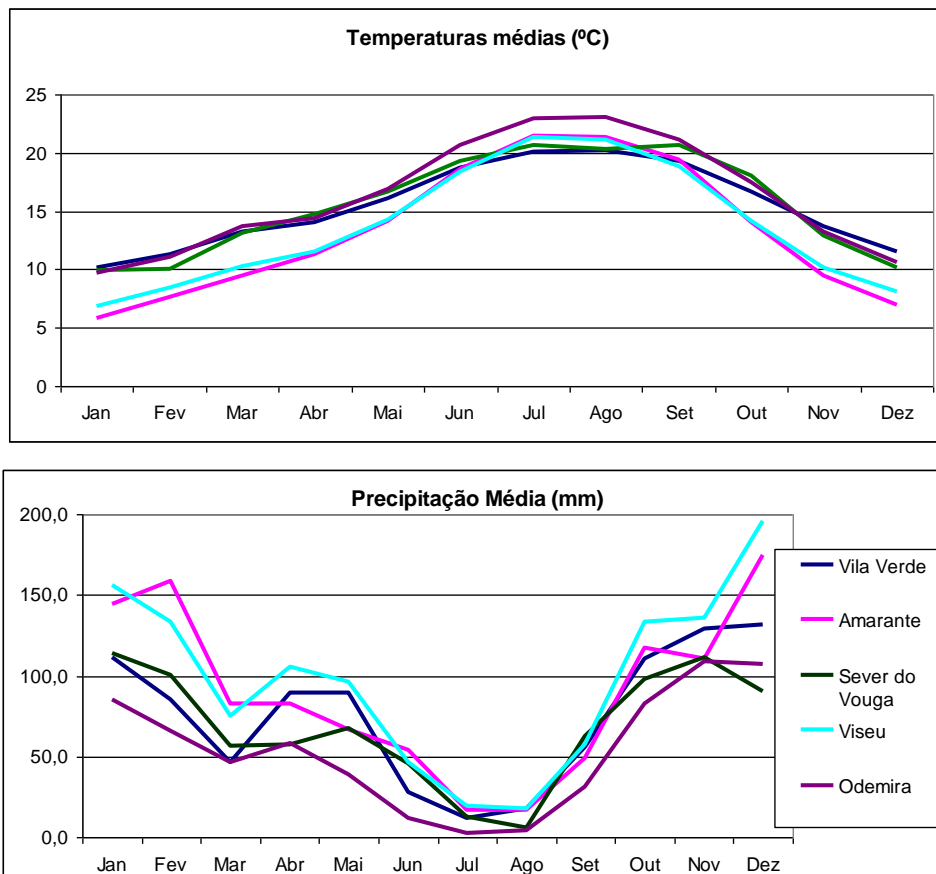 Temperaturas médias (ºC)
25
20
15
10
5
0
Jan Fev Mar Abr Mai Jun Jul Ago Set Out Nov Dez
Precipitação Média (mm)
200,0
150,0
100,0
50,0
0,0
Jan Fev Mar Abr Mai Jun Jul Ago Set Out Nov Dez
Vila Verde
Amarante
Sever do
Vouga
Viseu
Odemira